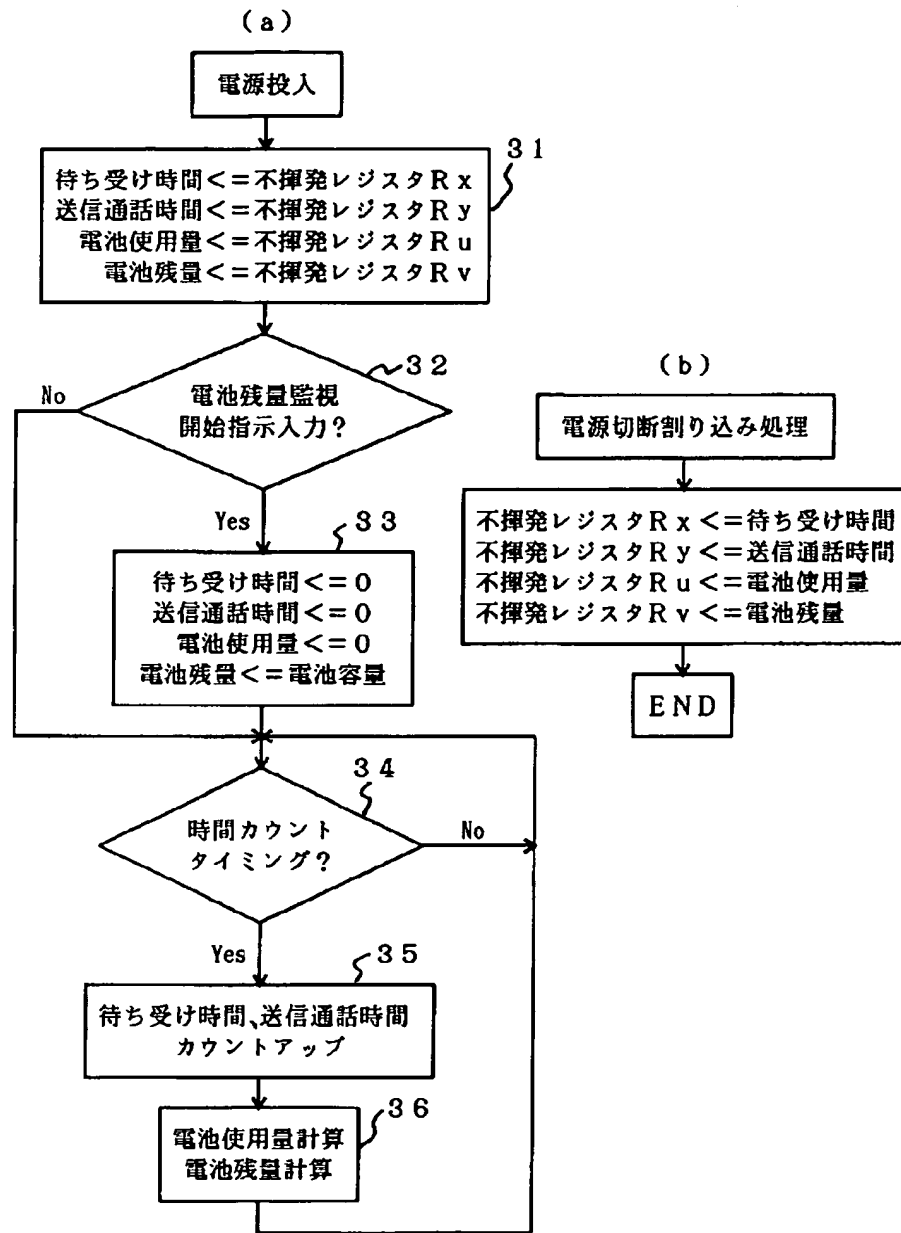 (a)
電源投入
31
待ち受け時間<=不揮発レジスタRx
送信通話時間<=不揮発レジスタRy
電池使用量<=不揮発レジスタRu
電池残量<=不揮発レジスタRv
32
No
電池残量監視
開始指示入力?
Yes
33
待ち受け時間<=0
送信通話時間<=0
電池使用量<=0
電池残量<=電池容量
34
時間カウント
タイミング?
No
Yes
35
待ち受け時間、送信通話時間
カウントアップ
36
電池使用量計算
電池残量計算
(b)
電源切断割り込み処理
不揮発レジスタRx<=待ち受け時間
不揮発レジスタRy<=送信通話時間
不揮発レジスタRu<=電池使用量
不揮発レジスタRv<=電池残量
END